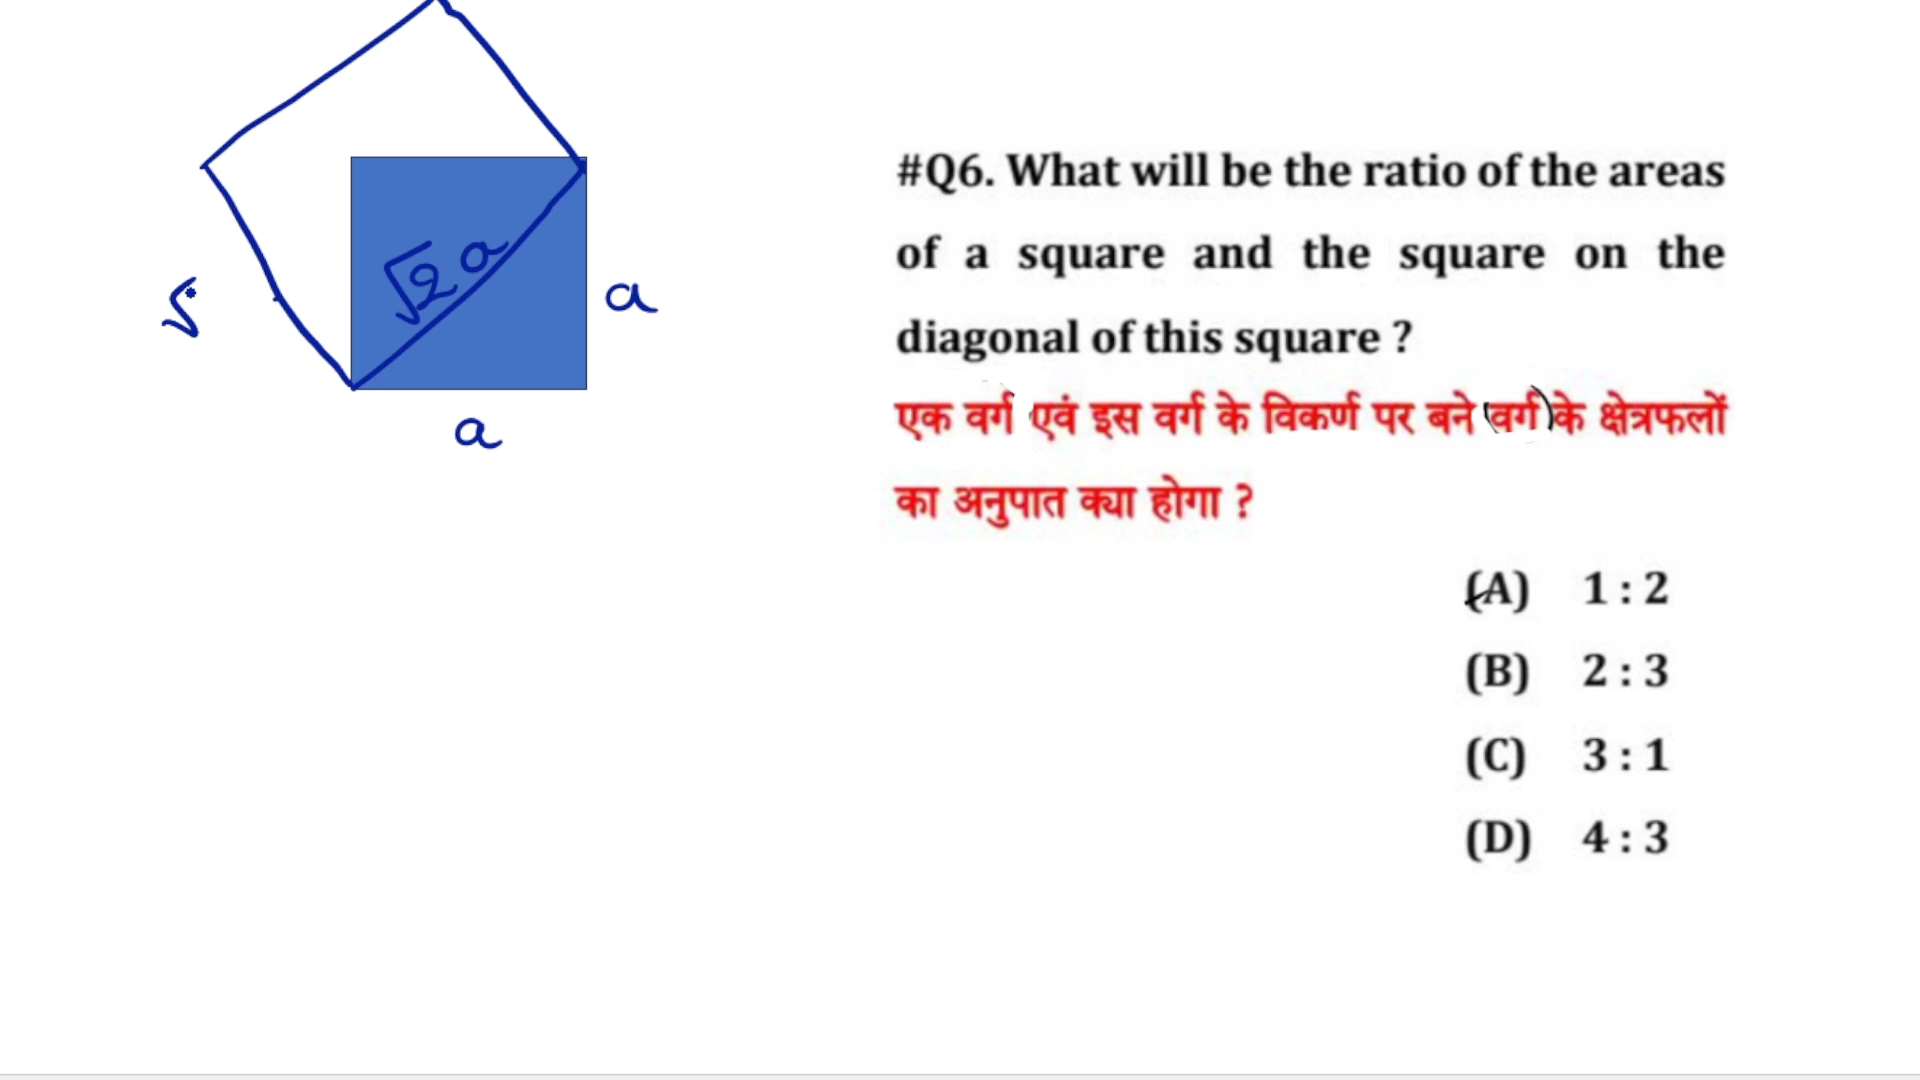 √2 a
√
a
a
#Q6. What will be the ratio of the areas
of a square and the square on the
diagonal of this square ?
एक वर्ग एवं इस वर्ग के विकर्ण पर बने वर्ग के क्षेत्रफलों
का अनुपात क्या होगा ?
(A) 1 : 2
(B) 2 : 3
(C) 3 : 1
(D) 4 : 3